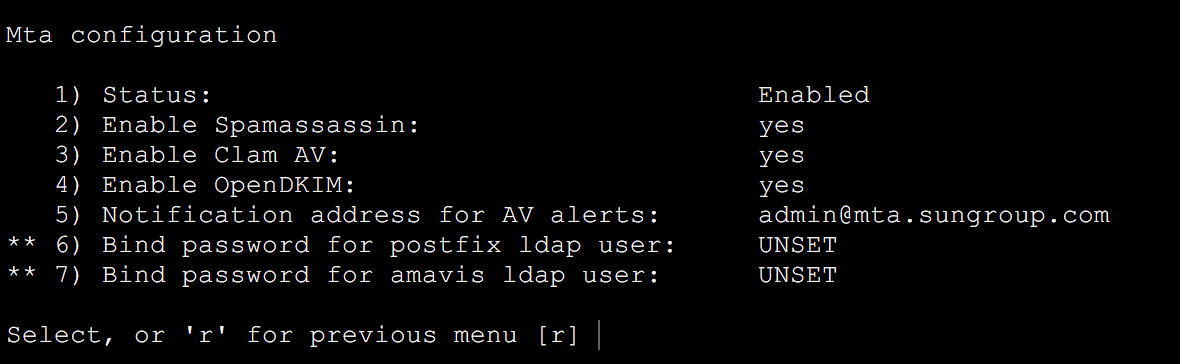 Mta configuration
1) Status: Enabled
2) Enable Spamassassin: yes
3) Enable Clam AV: yes
4) Enable OpenDKIM: yes
5) Notification address for AV alerts: admin@mta.sungroup.com
** 6) Bind password for postfix ldap user: UNSET
** 7) Bind password for amavis ldap user: UNSET
Select, or 'r' for previous menu [r]